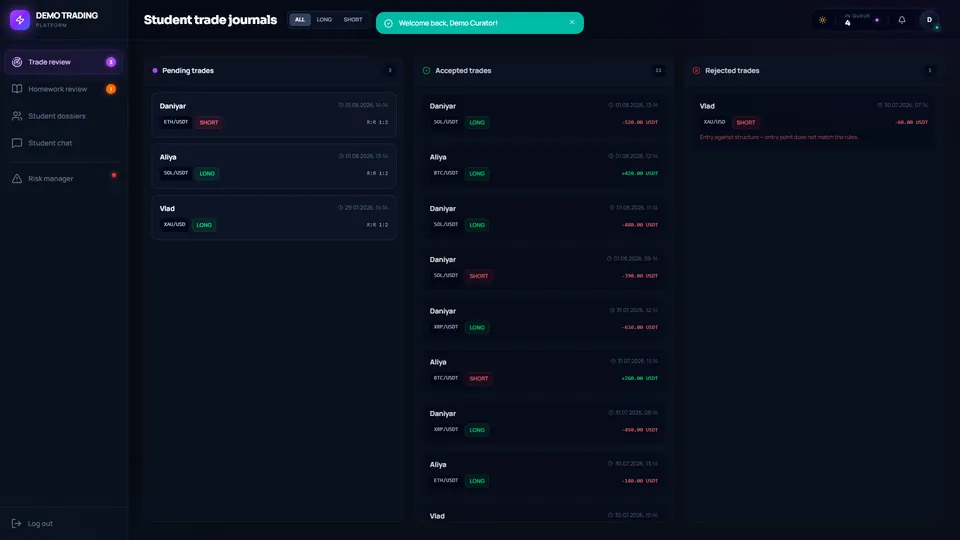 DEMO TRADING
PLATFORM
Trade review
3
Homework review
1
Student dossiers
Student chat
Risk manager
Log out
Student trade journals
ALL LONG SHORT
Welcome back, Demo Curator!
IN QUEUE
4
D
Pending trades
3
Daniyar
01.08.2026, 14:14
ETH/USDT SHORT R:R 1:2
Aliya
01.08.2026, 13:14
SOL/USDT LONG R:R 1:2
Vlad
29.07.2026, 14:14
XAU/USD LONG R:R 1:2
Accepted trades
11
Daniyar
01.08.2026, 13:14
SOL/USDT LONG -520.00 USDT
Aliya
01.08.2026, 12:14
BTC/USDT LONG +420.00 USDT
Daniyar
01.08.2026, 11:14
SOL/USDT LONG -480.00 USDT
Daniyar
01.08.2026, 09:14
SOL/USDT SHORT -390.00 USDT
Daniyar
31.07.2026, 12:14
XRP/USDT LONG -610.00 USDT
Aliya
31.07.2026, 11:14
BTC/USDT SHORT +260.00 USDT
Daniyar
31.07.2026, 08:14
XRP/USDT LONG -450.00 USDT
Aliya
30.07.2026, 13:14
ETH/USDT LONG -140.00 USDT
Vlad
30.07.2026, 10:14
Rejected trades
1
Vlad
30.07.2026, 07:14
XAU/USD SHORT -60.00 USDT
Entry against structure — entry point does not match the rules.